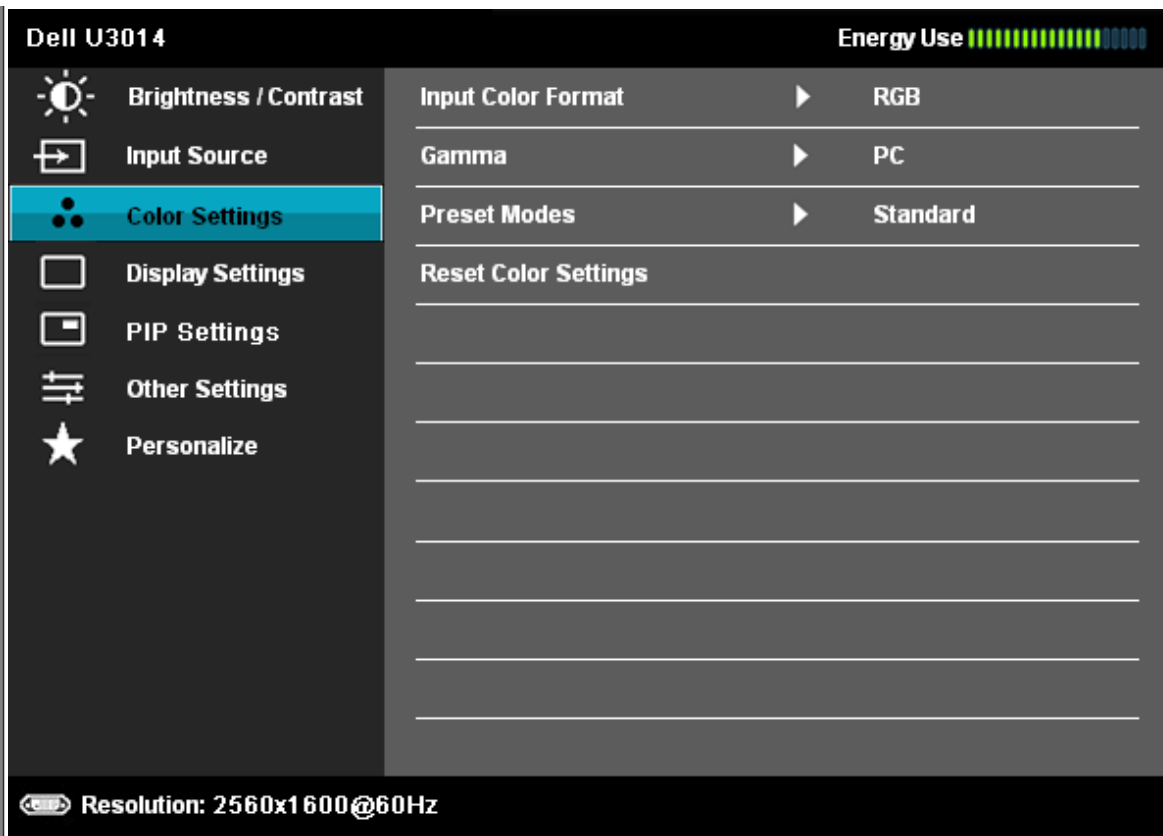 Dell U3014 Energy Use
Brightness / Contrast Input Color Format RGB
Input Source Gamma PC
Color Settings Preset Modes Standard
Display Settings Reset Color Settings
PIP Settings
Other Settings
Personalize
Resolution: 2560x1600@60Hz